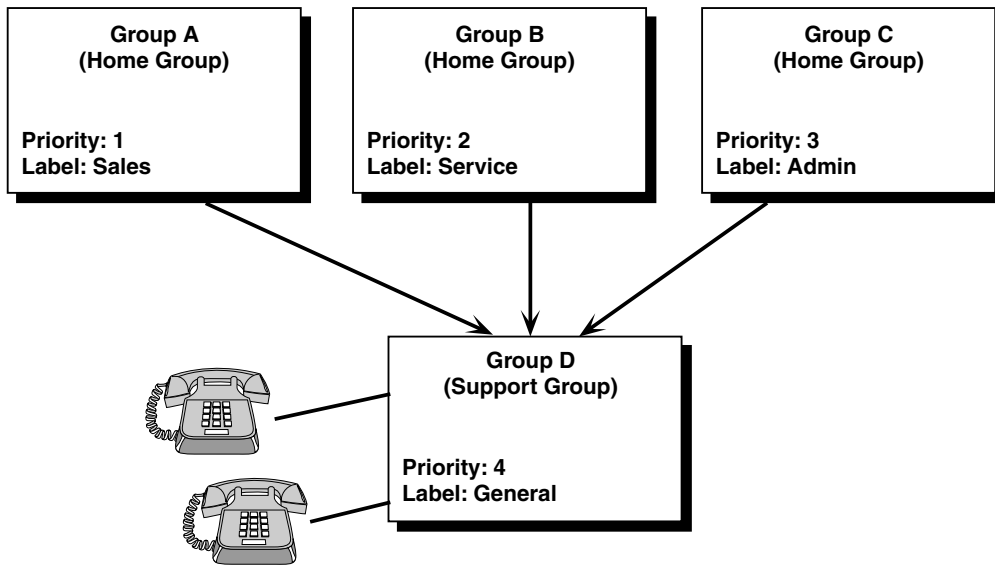 Group A
(Home Group)
Priority: 1
Label: Sales
Group B
(Home Group)
Priority: 2
Label: Service
Group C
(Home Group)
Priority: 3
Label: Admin
Group D
(Support Group)
Priority: 4
Label: General